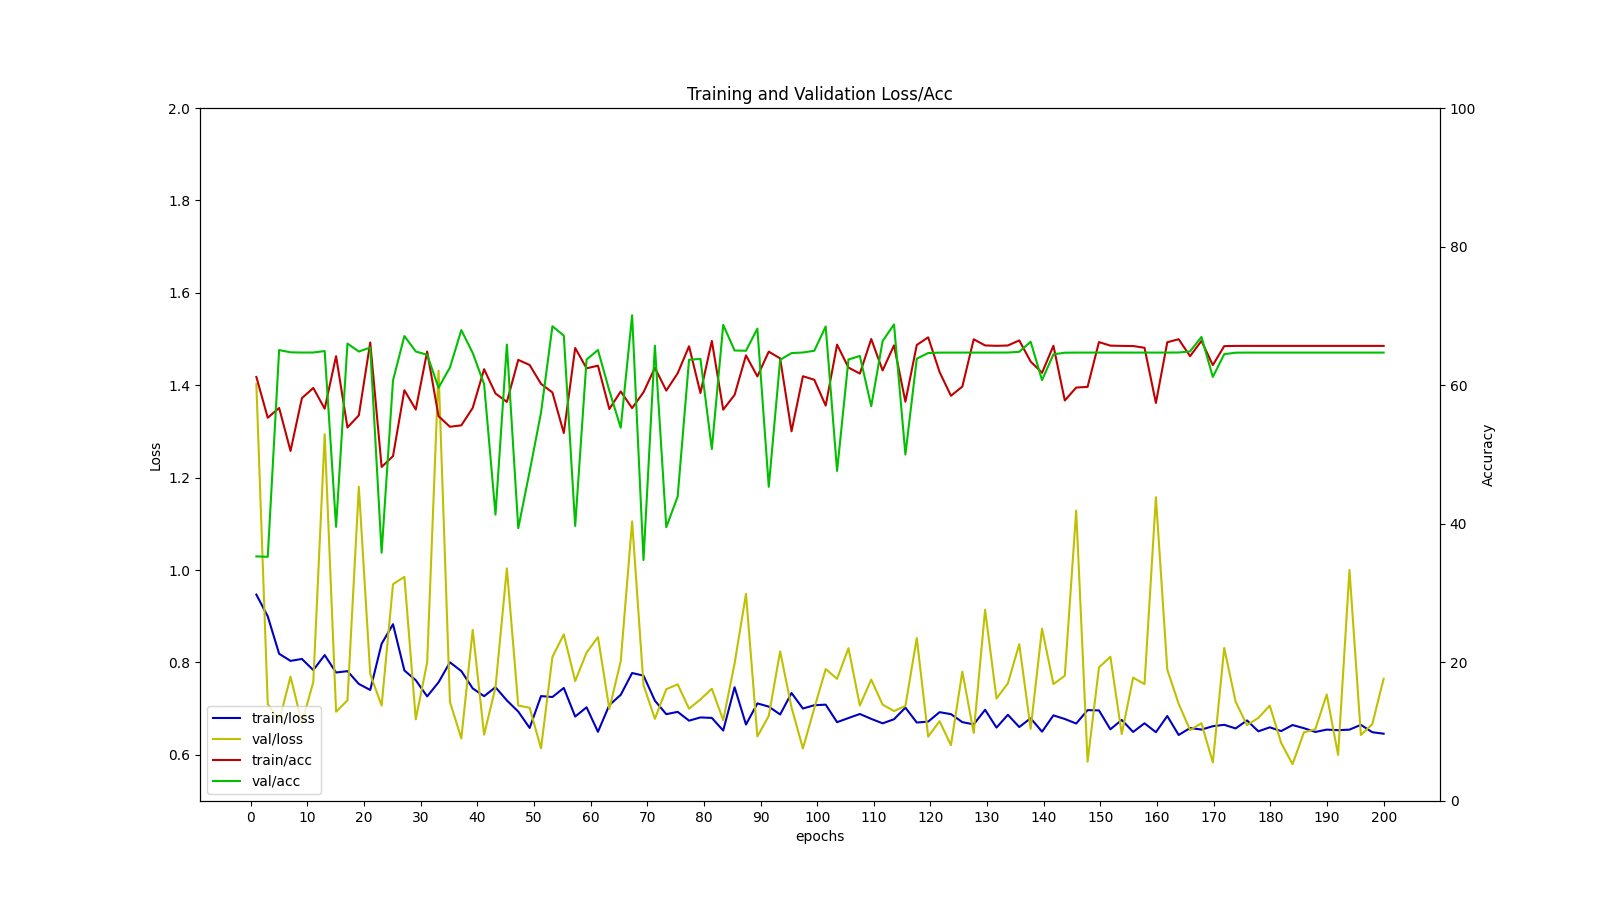 Training and Validation Loss/Acc
2.0
1.8
1.6
1.4
1.2
1.0
0.8
0.6
Loss
100
80
60
40
20
0
Accuracy
train/loss
val/loss
train/acc
val/acc
0 10 20 30 40 50 60 70 80 90 100 110 120 130 140 150 160 170 180 190 200
epochs